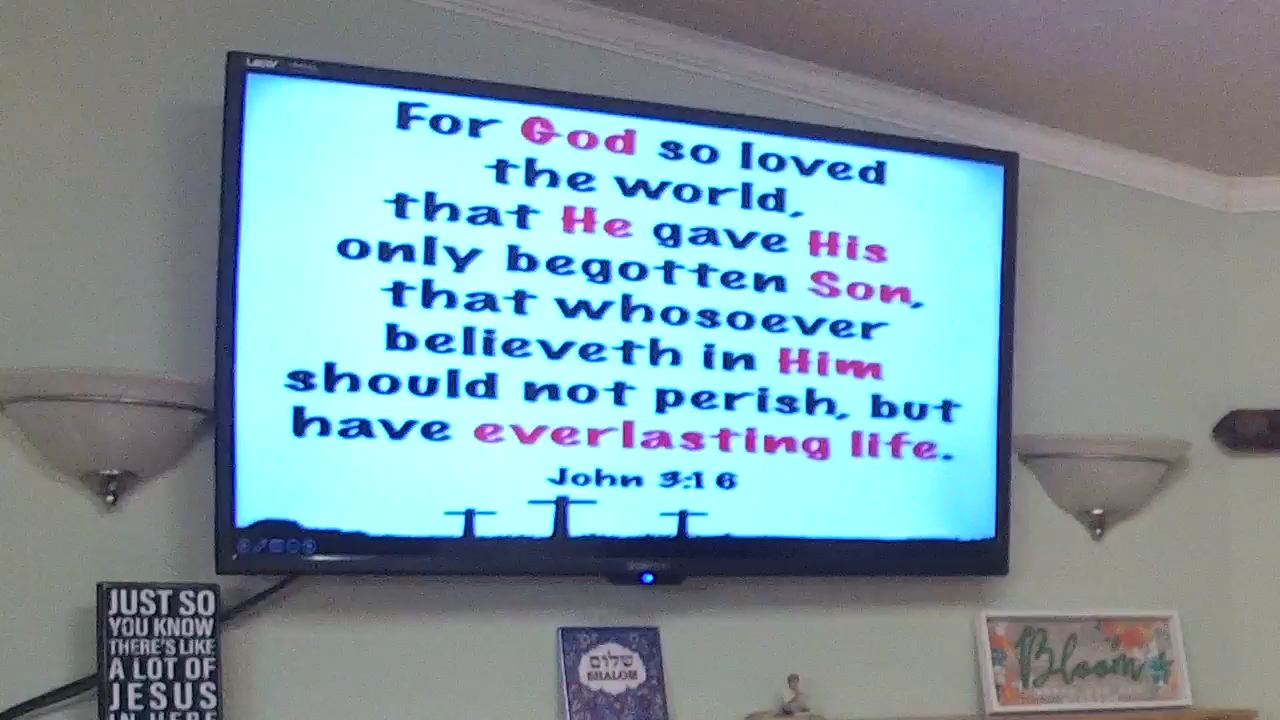 For God so loved
the world,
that He gave His
only begotten Son,
that whosoever
believeth in Him
should not perish, but
have everlasting life.
John 3:16
JUST SO
YOU KNOW
THERE'S LIKE
A LOT OF
JESUS
IN HERE
שלום
SHALOM
Bloom